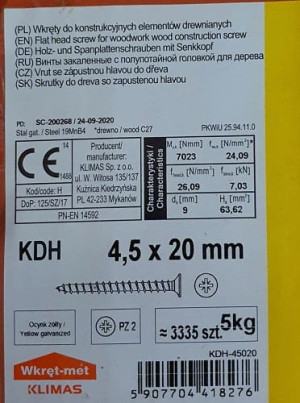 (PL) Wkręty do konstrukcyjnych elementów drewnianych
(EN) Flat head screw for woodwork wood construction screw
(DE) Holz- und Spanplattenschrauben mit Senkkopf
(RU) Винты закаленные с полупотайной головкой для дерева
(CZ) Vrut se zápustnou hlavou do dřeva
(SK) Skrutky do dreva so zapustenou hlavou
PD: SC-200268 / 24-09-2020
Stal gat. / Steel 19MnB4 *drewno / wood C27 PKWiU 25.94.11.0
CE
14
1488
Kod/code: H
DoP: 125/SZ/17
Producent/
manufacturer:
KLIMAS Sp. z o.o.
ul. W. Witosa 135/137
Kuźnica Kiedrzyńska
PL 42-233 Mykanów
PN-EN 14592
Charakterystyki /
Characteristics
7023 24,09
26,09 7,03
9 63,62
KDH 4,5 x 20 mm
Ocynk żółty /
Yellow galvanized
PZ 2
≈ 3335 szt. 5kg
KDH-45020
Wkręt-met
KLIMAS
5 907704 418276